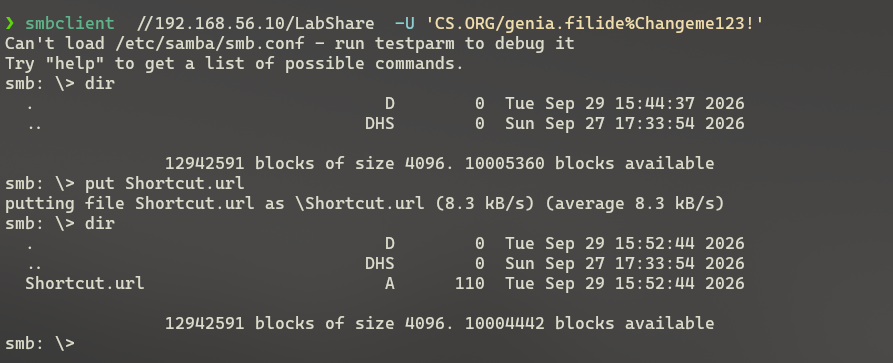 ❯ smbclient //192.168.56.10/LabShare -U 'CS.ORG/genia.filide%Changeme123!'
Can't load /etc/samba/smb.conf - run testparm to debug it
Try "help" to get a list of possible commands.
smb: \> dir
. D 0 Tue Sep 29 15:44:37 2026
.. DHS 0 Sun Sep 27 17:33:54 2026
12942591 blocks of size 4096. 10005360 blocks available
smb: \> put Shortcut.url
putting file Shortcut.url as \Shortcut.url (8.3 kB/s) (average 8.3 kB/s)
smb: \> dir
. D 0 Tue Sep 29 15:52:44 2026
.. DHS 0 Sun Sep 27 17:33:54 2026
Shortcut.url A 110 Tue Sep 29 15:52:44 2026
12942591 blocks of size 4096. 10004442 blocks available
smb: \>